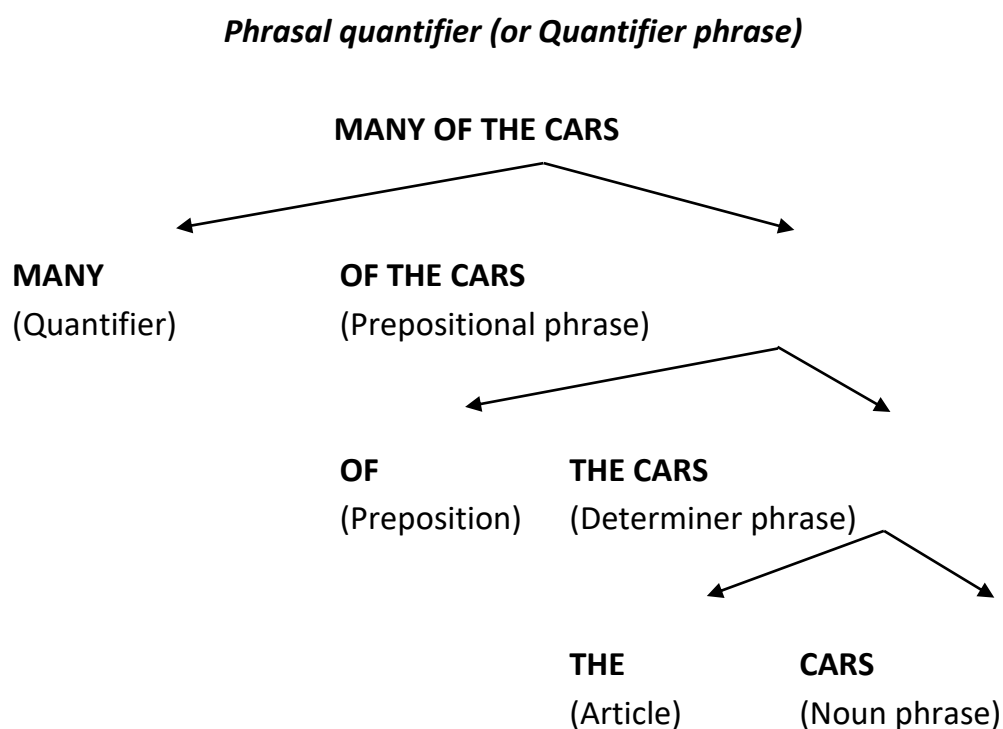 Phrasal quantifier (or Quantifier phrase)
MANY OF THE CARS
MANY OF THE CARS
(Quantifier) (Prepositional phrase)
OF THE CARS
(Preposition) (Determiner phrase)
THE CARS
(Article) (Noun phrase)